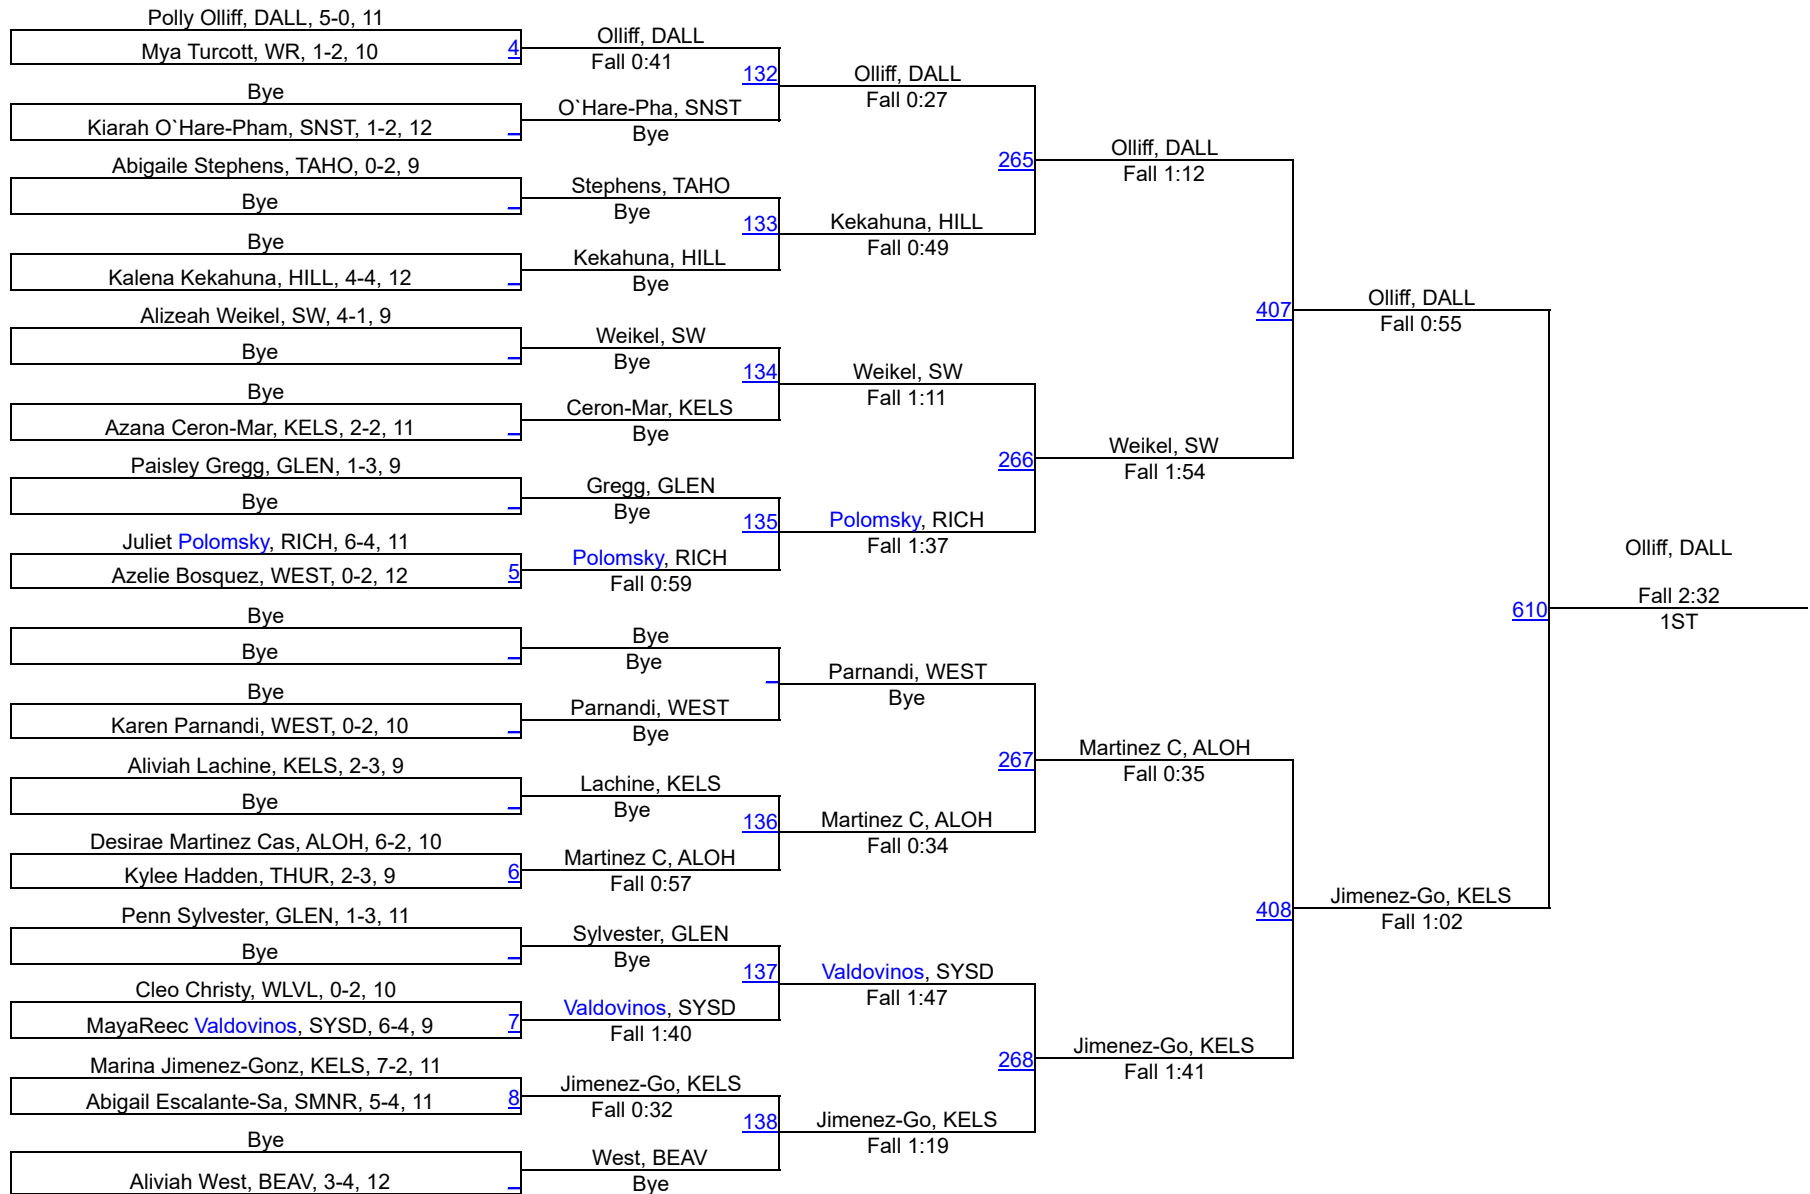 Polly Olliff, DALL, 5-0, 11
Mya Turcott, WR, 1-2, 10
4
Bye
Kiarah O`Hare-Pham, SNST, 1-2, 12
Abigaile Stephens, TAHO, 0-2, 9
Bye
Bye
Kalena Kekahuna, HILL, 4-4, 12
Alizeah Weikel, SW, 4-1, 9
Bye
Bye
Azana Ceron-Mar, KELS, 2-2, 11
Paisley Gregg, GLEN, 1-3, 9
Bye
Juliet Polomsky, RICH, 6-4, 11
Azelie Bosquez, WEST, 0-2, 12
5
Bye
Bye
Bye
Karen Parnandi, WEST, 0-2, 10
Aliviah Lachine, KELS, 2-3, 9
Bye
Desirae Martinez Cas, ALOH, 6-2, 10
Kylee Hadden, THUR, 2-3, 9
6
Penn Sylvester, GLEN, 1-3, 11
Bye
Cleo Christy, WLVL, 0-2, 10
MayaReec Valdovinos, SYSD, 6-4, 9
7
Marina Jimenez-Gonz, KELS, 7-2, 11
Abigail Escalante-Sa, SMNR, 5-4, 11
8
Bye
Aliviah West, BEAV, 3-4, 12
Olliff, DALL
Fall 0:41
132
O`Hare-Pha, SNST
Bye
Stephens, TAHO
Bye
133
Kekahuna, HILL
Bye
Weikel, SW
Bye
134
Ceron-Mar, KELS
Bye
Gregg, GLEN
Bye
135
Polomsky, RICH
Fall 0:59
Bye
Bye
Parnandi, WEST
Bye
Lachine, KELS
Bye
136
Martinez C, ALOH
Fall 0:57
Sylvester, GLEN
Bye
137
Valdovinos, SYSD
Fall 1:40
Jimenez-Go, KELS
Fall 0:32
138
West, BEAV
Bye
Olliff, DALL
Fall 0:27
265
Kekahuna, HILL
Fall 0:49
Weikel, SW
Fall 1:11
266
Polomsky, RICH
Fall 1:37
Parnandi, WEST
Bye
267
Martinez C, ALOH
Fall 0:34
Valdovinos, SYSD
Fall 1:47
268
Jimenez-Go, KELS
Fall 1:19
Olliff, DALL
Fall 1:12
407
Weikel, SW
Fall 1:54
Martinez C, ALOH
Fall 0:35
408
Jimenez-Go, KELS
Fall 1:41
Olliff, DALL
Fall 0:55
610
Jimenez-Go, KELS
Fall 1:02
Olliff, DALL
Fall 2:32
1ST